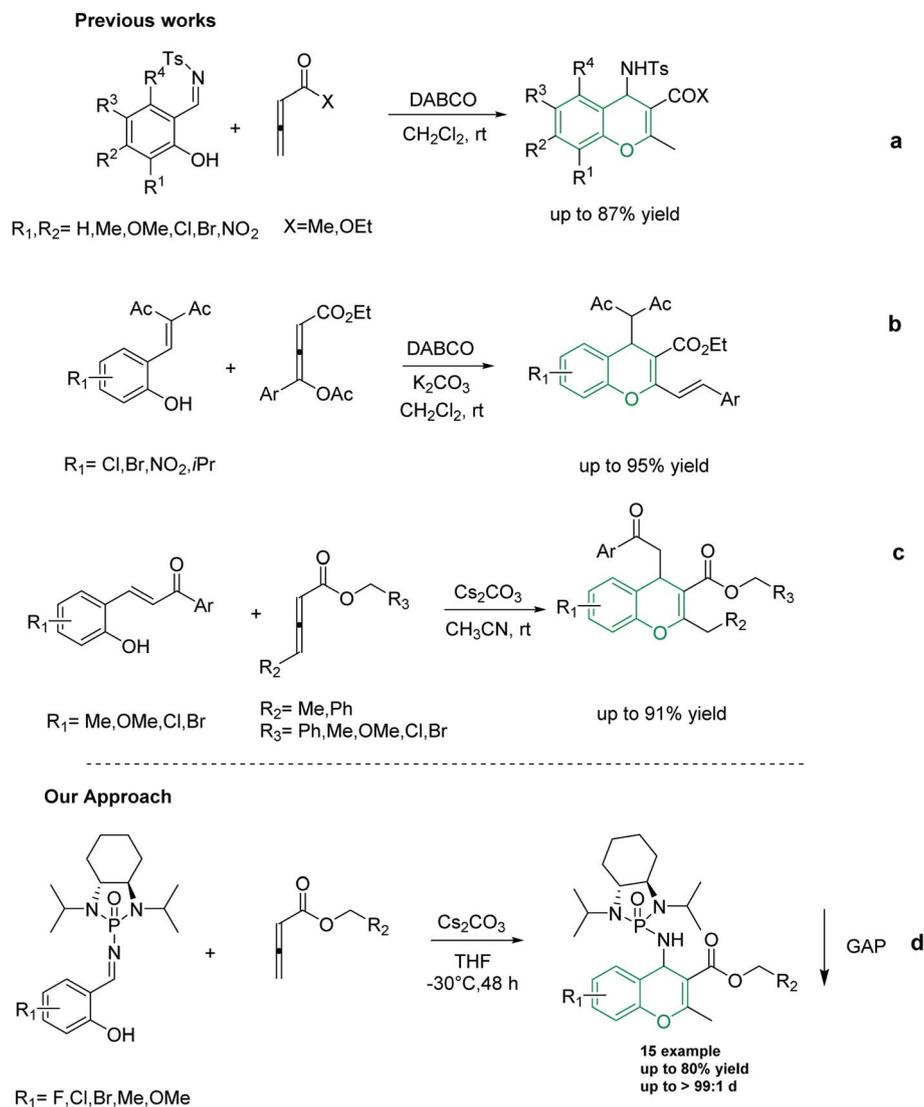 Previous works
Ts
N
R4
R3
R2
R1
OH
+
O
X
DABCO
CH2Cl2, rt
R4
NHTs
R3
COX
R2
O
R1
a
R1,R2= H,Me,OMe,Cl,Br,NO2 X=Me,OEt
up to 87% yield
Ac Ac
R1
OH
+
CO2Et
Ar
OAc
DABCO
K2CO3
CH2Cl2, rt
Ac Ac
CO2Et
R1
O
Ar
b
R1= Cl,Br,NO2,iPr
up to 95% yield
O
Ar
R1
OH
+
O
O
R3
R2
Cs2CO3
CH3CN, rt
O
Ar
O
O
R3
R1
O
R2
c
R1= Me,OMe,Cl,Br
R2= Me,Ph
R3= Ph,Me,OMe,Cl,Br
up to 91% yield
Our Approach
N
O
N
P
N
R1
OH
+
O
O
R2
Cs2CO3
THF
-30°C,48 h
N
O
N
P
NH
O
O
R2
R1
O
GAP
d
15 example
up to 80% yield
up to > 99:1 d
R1= F,Cl,Br,Me,OMe